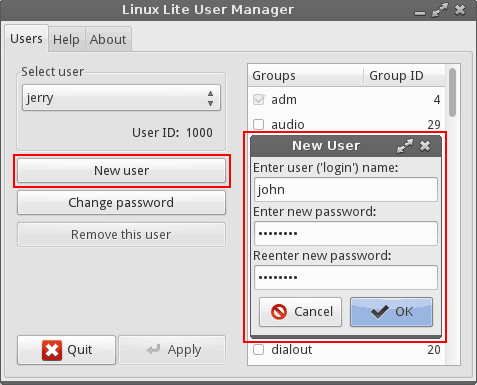 Linux Lite User Manager
Users Help About
Select user
jerry
User ID: 1000
New user
Change password
Remove this user
Quit
Apply
Groups Group ID
adm 4
audio 29
New User
Enter user ('login') name:
john
Enter new password:
••••••••
Reenter new password:
••••••••
Cancel
OK
dialout 20